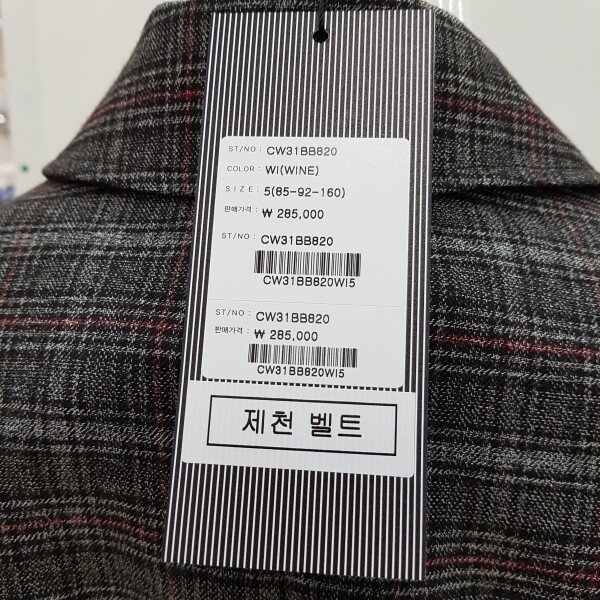 ST/NO : CW31BB820
COLOR : WI(WINE)
SIZE : 5(85-92-160)
판매가격 : ₩ 285,000
ST/NO : CW31BB820
CW31BB820WI5
ST/NO : CW31BB820
판매가격 : ₩ 285,000
CW31BB820WI5
제천 벨트